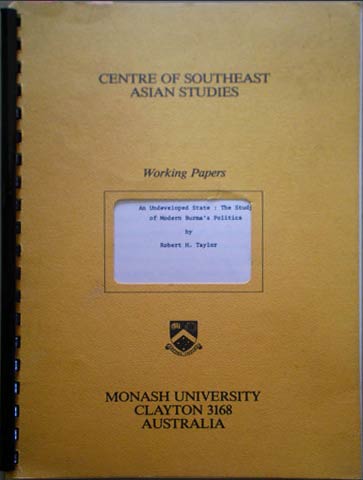 CENTRE OF SOUTHEAST
ASIAN STUDIES
Working Papers
An Undeveloped State : The Stud
of Modern Burma's Politics
by
Robert H. Taylor
MONASH UNIVERSITY
CLAYTON 3168
AUSTRALIA